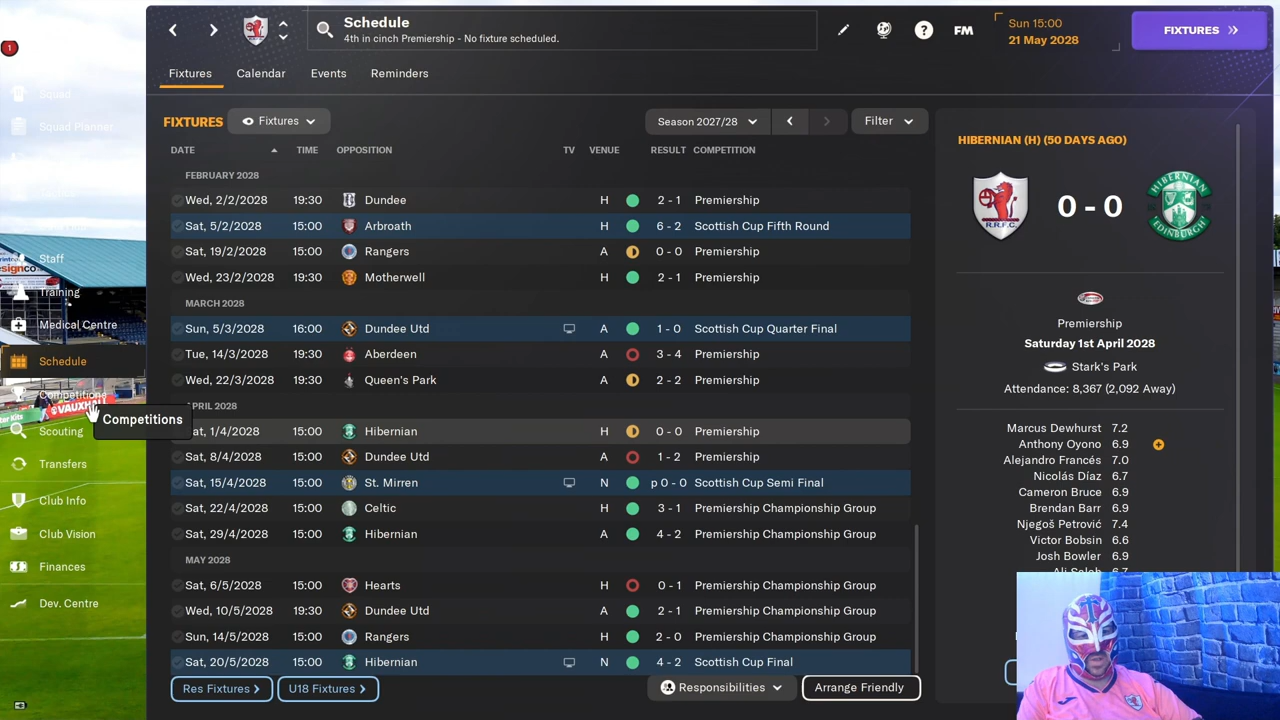 Schedule
4th in cinch Premiership - No fixture scheduled.
FM
Sun 15:00
21 May 2028
FIXTURES
1
Fixtures Calendar Events Reminders
Squad
Squad Planner
Staff
Training
Medical Centre
Schedule
Competitions
Competitions
Scouting
Transfers
Club Info
Club Vision
Finances
Dev. Centre
VAUXHALL
FIXTURES Fixtures Season 2027/28 Filter
DATE TIME OPPOSITION TV VENUE RESULT COMPETITION
FEBRUARY 2028
Wed, 2/2/2028 19:30 Dundee H 2 - 1 Premiership
Sat, 5/2/2028 15:00 Arbroath H 6 - 2 Scottish Cup Fifth Round
Sat, 19/2/2028 15:00 Rangers A 0 - 0 Premiership
Wed, 23/2/2028 19:30 Motherwell H 2 - 1 Premiership
MARCH 2028
Sun, 5/3/2028 16:00 Dundee Utd A 1 - 0 Scottish Cup Quarter Final
Tue, 14/3/2028 19:30 Aberdeen A 3 - 4 Premiership
Wed, 22/3/2028 19:30 Queen's Park A 2 - 2 Premiership
APRIL 2028
Sat, 1/4/2028 15:00 Hibernian H 0 - 0 Premiership
Sat, 8/4/2028 15:00 Dundee Utd A 1 - 2 Premiership
Sat, 15/4/2028 15:00 St. Mirren N p 0 - 0 Scottish Cup Semi Final
Sat, 22/4/2028 15:00 Celtic H 3 - 1 Premiership Championship Group
Sat, 29/4/2028 15:00 Hibernian A 4 - 2 Premiership Championship Group
MAY 2028
Sat, 6/5/2028 15:00 Hearts H 0 - 1 Premiership Championship Group
Wed, 10/5/2028 19:30 Dundee Utd A 2 - 1 Premiership Championship Group
Sun, 14/5/2028 15:00 Rangers H 2 - 0 Premiership Championship Group
Sat, 20/5/2028 15:00 Hibernian N 4 - 2 Scottish Cup Final
Res Fixtures U18 Fixtures Responsibilities Arrange Friendly
HIBERNIAN (H) (50 DAYS AGO)
R.R.F.C.
0 - 0
HIBERNIAN
EDINBURGH
Premiership
Saturday 1st April 2028
Stark's Park
Attendance: 8,367 (2,092 Away)
Marcus Dewhurst 7.2
Anthony Oyono 6.9
Alejandro Francés 7.0
Nicolás Díaz 6.7
Cameron Bruce 6.9
Brendan Barr 6.9
Njegoš Petrović 7.4
Victor Bobsin 6.6
Josh Bowler 6.9